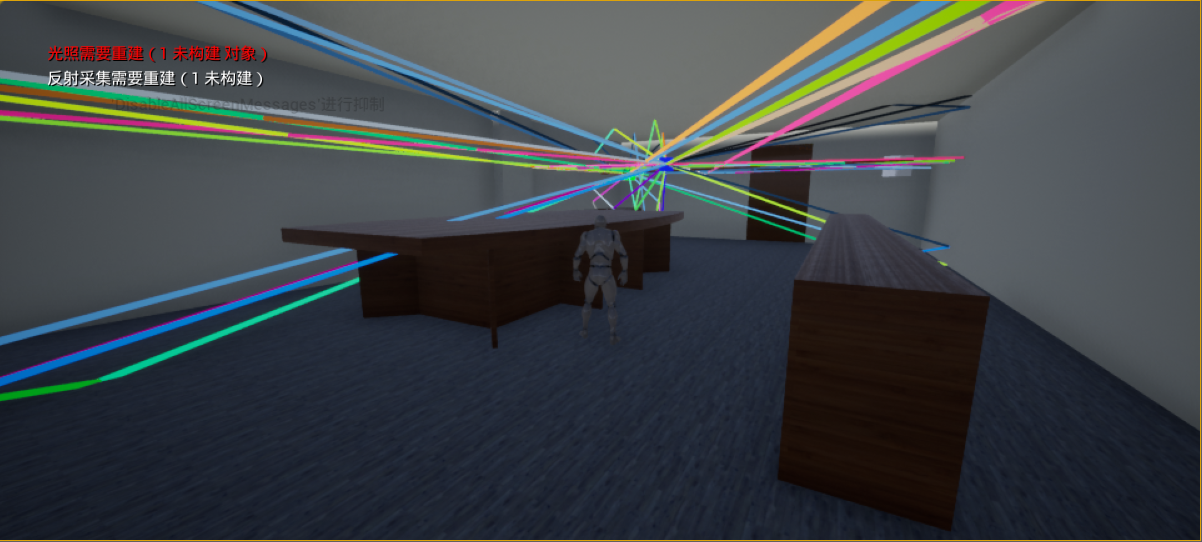 光照需要重建（1 未构建 对象）
反射采集需要重建（1 未构建）
'DisableAllScreenMessages'进行抑制